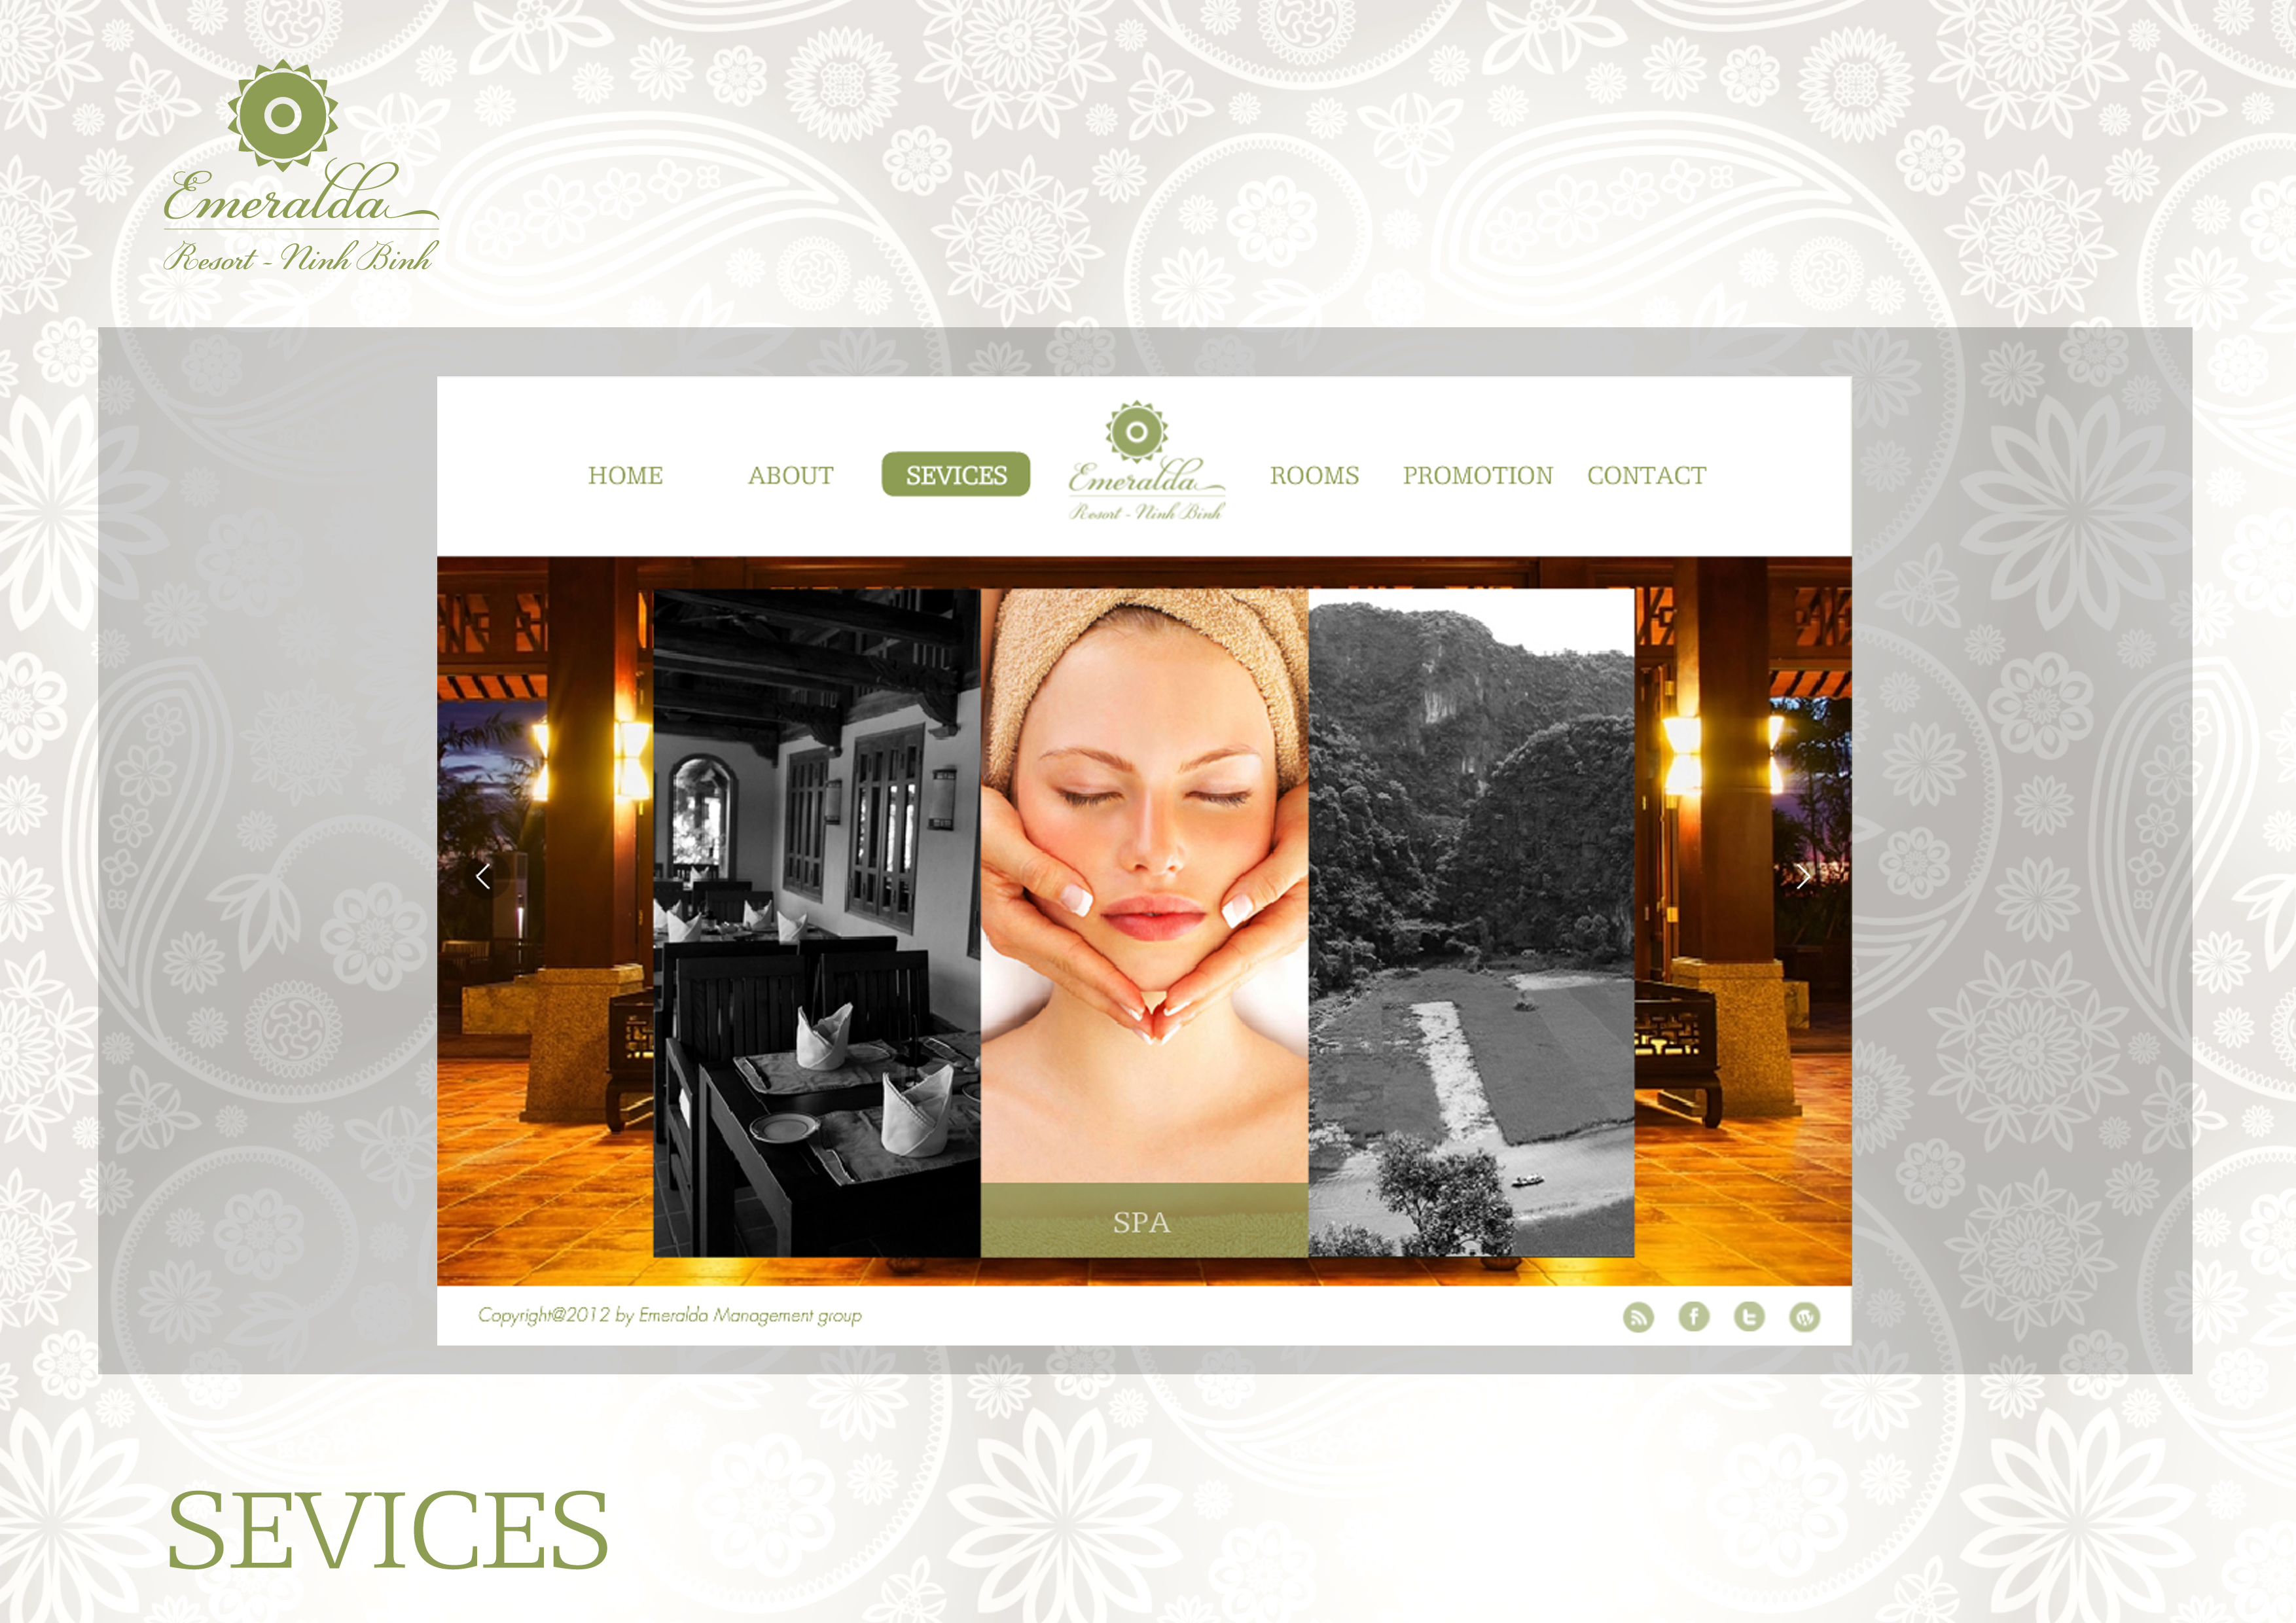 Emeralda
Resort - Ninh Binh
HOME ABOUT SEVICES
Emeralda
Resort - Ninh Binh
ROOMS PROMOTION CONTACT
SPA
Copyright@2012 by Emeralda Management group
SEVICES